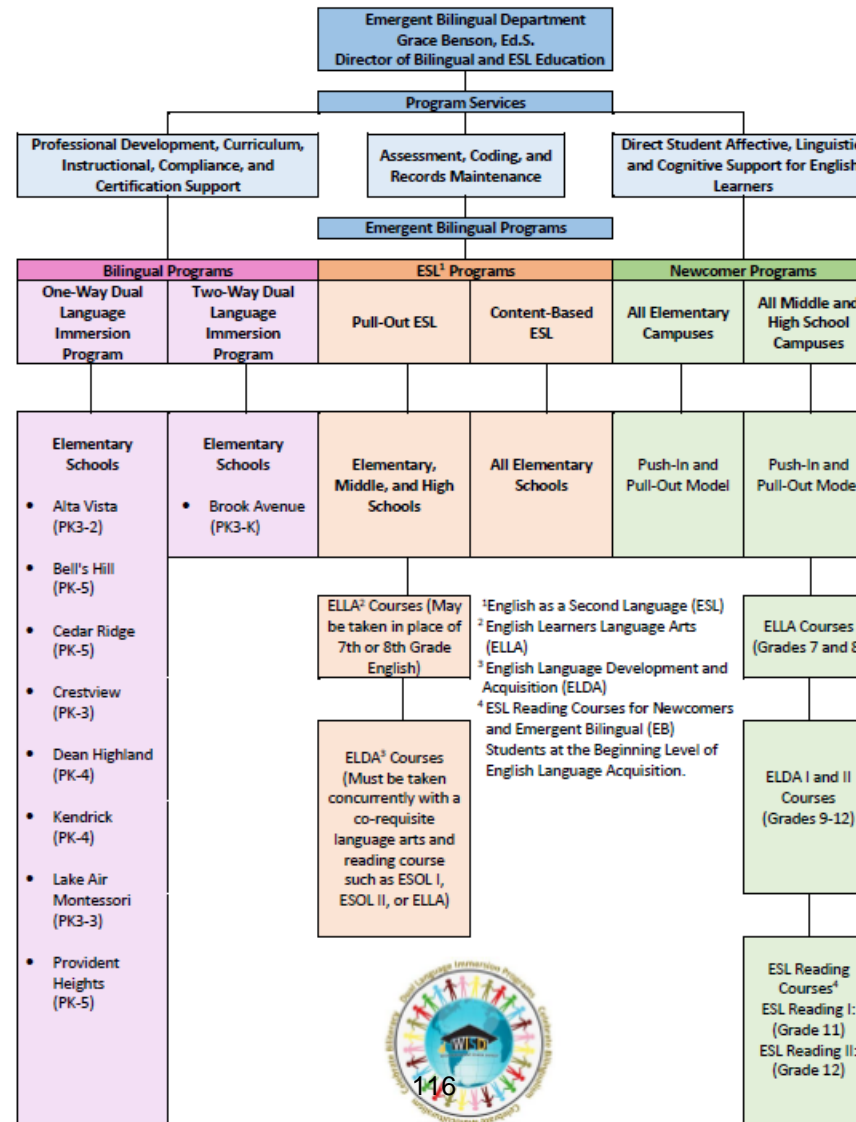 Emergent Bilingual Department
Grace Benson, Ed.S.
Director of Bilingual and ESL Education
Program Services
Professional Development, Curriculum,
Instructional, Compliance, and
Certification Support
Assessment, Coding, and
Records Maintenance
Direct Student Affective, Linguistic
and Cognitive Support for English
Learners
Emergent Bilingual Programs
Bilingual Programs
ESL¹ Programs
Newcomer Programs
One-Way Dual
Language
Immersion
Program
Two-Way Dual
Language
Immersion
Program
Pull-Out ESL
Content-Based
ESL
All Elementary
Campuses
All Middle and
High School
Campuses
Elementary
Schools
• Alta Vista
(PK3-2)
• Bell's Hill
(PK-5)
• Cedar Ridge
(PK-5)
• Crestview
(PK-3)
• Dean Highland
(PK-4)
• Kendrick
(PK-4)
• Lake Air
Montessori
(PK3-3)
• Provident
Heights
(PK-5)
Elementary
Schools
• Brook Avenue
(PK3-K)
Elementary,
Middle, and High
Schools
All Elementary
Schools
Push-In and
Pull-Out Model
Push-In and
Pull-Out Model
ELLA² Courses (May
be taken in place of
7th or 8th Grade
English)
ELDA³ Courses
(Must be taken
concurrently with a
co-requisite
language arts and
reading course
such as ESOL I,
ESOL II, or ELLA)
¹English as a Second Language (ESL)
² English Learners Language Arts
(ELLA)
³ English Language Development and
Acquisition (ELDA)
⁴ ESL Reading Courses for Newcomers
and Emergent Bilingual (EB)
Students at the Beginning Level of
English Language Acquisition.
ELLA Courses
(Grades 7 and 8
ELDA I and II
Courses
(Grades 9-12)
ESL Reading
Courses⁴
ESL Reading I:
(Grade 11)
ESL Reading II:
(Grade 12)
Dual Language Immersion Programs
Celebrate Biliteracy
Celebrate Bilingualism
WISD
116